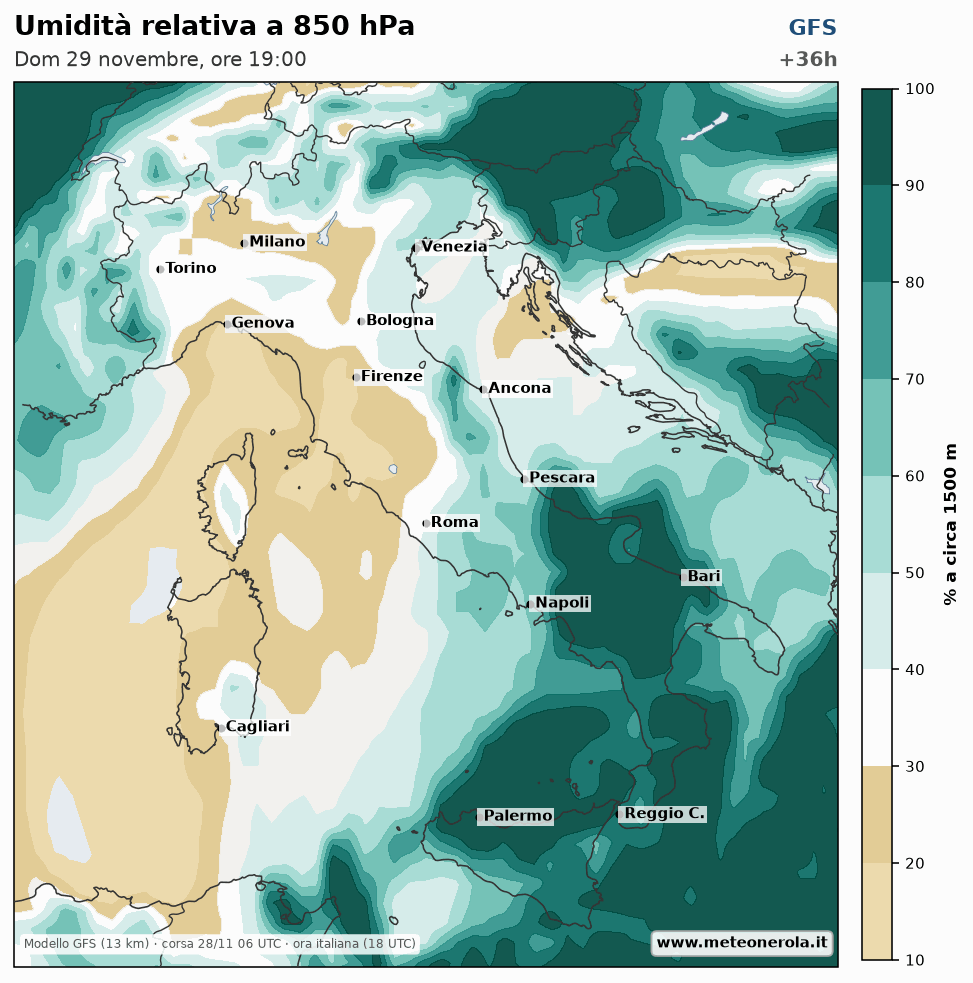 Umidità relativa a 850 hPa
GFS
Dom 29 novembre, ore 19:00
+36h
100
90
80
70
60
50
40
30
20
10
% a circa 1500 m
Milano
Venezia
Torino
Genova
Bologna
Firenze
Ancona
Pescara
Roma
Bari
Napoli
Cagliari
Palermo
Reggio C.
Modello GFS (13 km) · corsa 28/11 06 UTC · ora italiana (18 UTC)
www.meteonerola.it